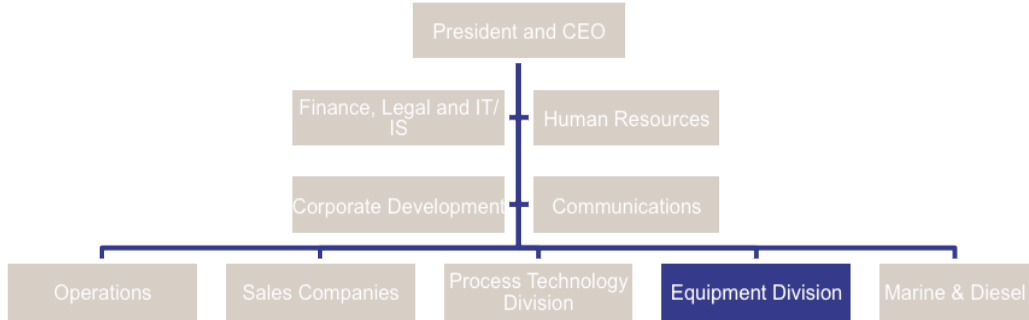 President and CEO
Finance, Legal and IT/
IS
Human Resources
Corporate Development
Communications
Operations
Sales Companies
Process Technology
Division
Equipment Division
Marine & Diesel